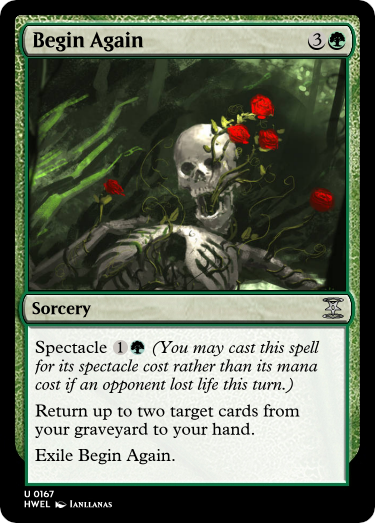 Begin Again 3
Sorcery
Spectacle 1 (You may cast this spell
for its spectacle cost rather than its mana
cost if an opponent lost life this turn.)
Return up to two target cards from
your graveyard to your hand.
Exile Begin Again.
U 0167
HWEL Ianllanas